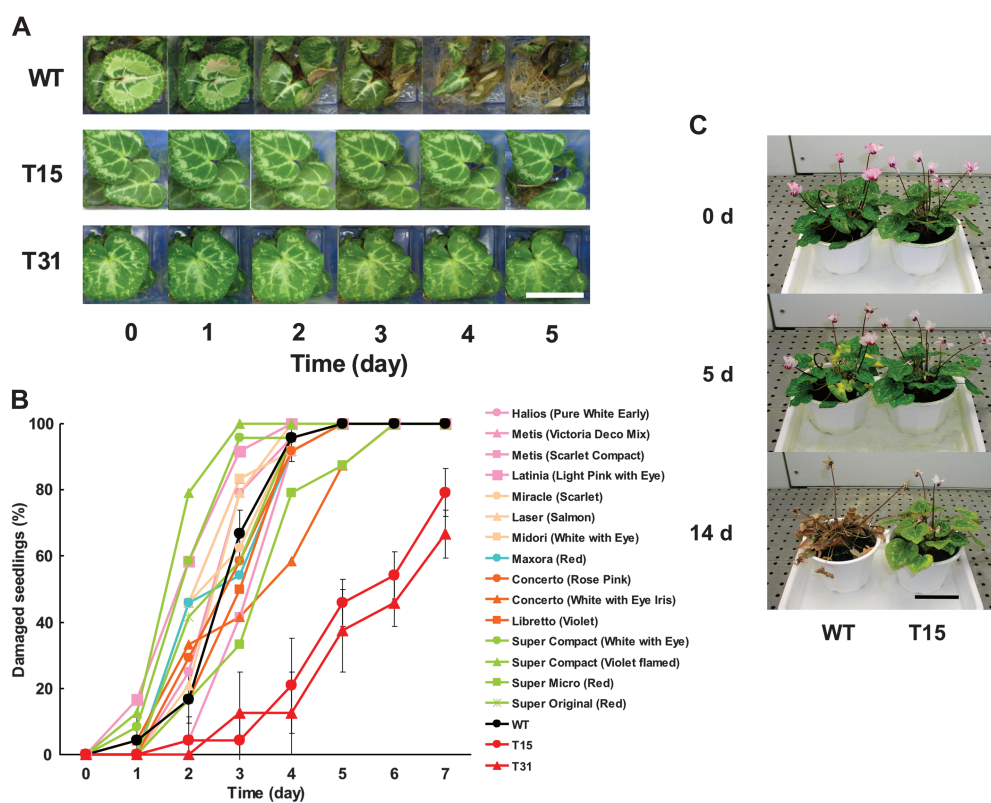 A
WT
T15
T31
0 1 2 3 4 5
Time (day)
B
Damaged seedlings (%)
100
80
60
40
20
0
0 1 2 3 4 5 6 7
Time (day)
Halios (Pure White Early)
Metis (Victoria Deco Mix)
Metis (Scarlet Compact)
Latinia (Light Pink with Eye)
Miracle (Scarlet)
Laser (Salmon)
Midori (White with Eye)
Maxora (Red)
Concerto (Rose Pink)
Concerto (White with Eye Iris)
Libretto (Violet)
Super Compact (White with Eye)
Super Compact (Violet flamed)
Super Micro (Red)
Super Original (Red)
WT
T15
T31
C
0 d
5 d
14 d
WT T15